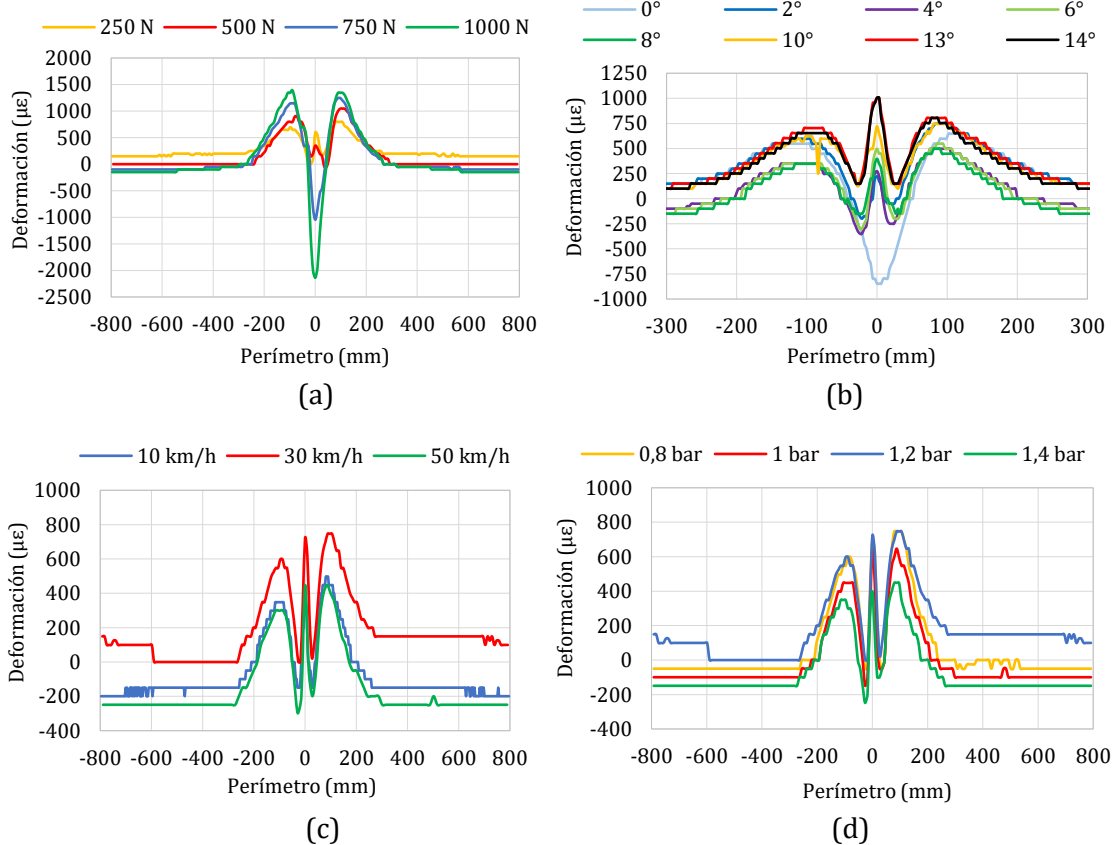 250 N 500 N 750 N 1000 N
Deformación (με)
2000
1500
1000
500
0
-500
-1000
-1500
-2000
-2500
-800 -600 -400 -200 0 200 400 600 800
Perímetro (mm)
(a)
0° 2° 4° 6°
8° 10° 13° 14°
Deformación (με)
1250
1000
750
500
250
0
-250
-500
-750
-1000
-300 -200 -100 0 100 200 300
Perímetro (mm)
(b)
10 km/h 30 km/h 50 km/h
Deformación (με)
1000
800
600
400
200
0
-200
-400
-800 -600 -400 -200 0 200 400 600 800
Perímetro (mm)
(c)
0,8 bar 1 bar 1,2 bar 1,4 bar
Deformación (με)
1000
800
600
400
200
0
-200
-400
-800 -600 -400 -200 0 200 400 600 800
Perímetro (mm)
(d)